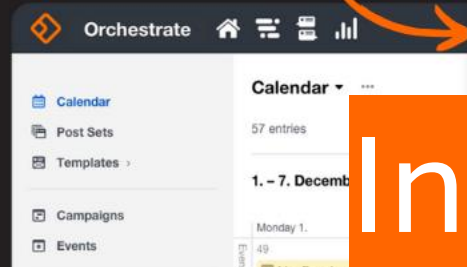 Orchestrate
Calendar
Calendar ...
Post Sets
57 entries
Templates
1. – 7. Decemb
Campaigns
Monday 1.
Events
49
In